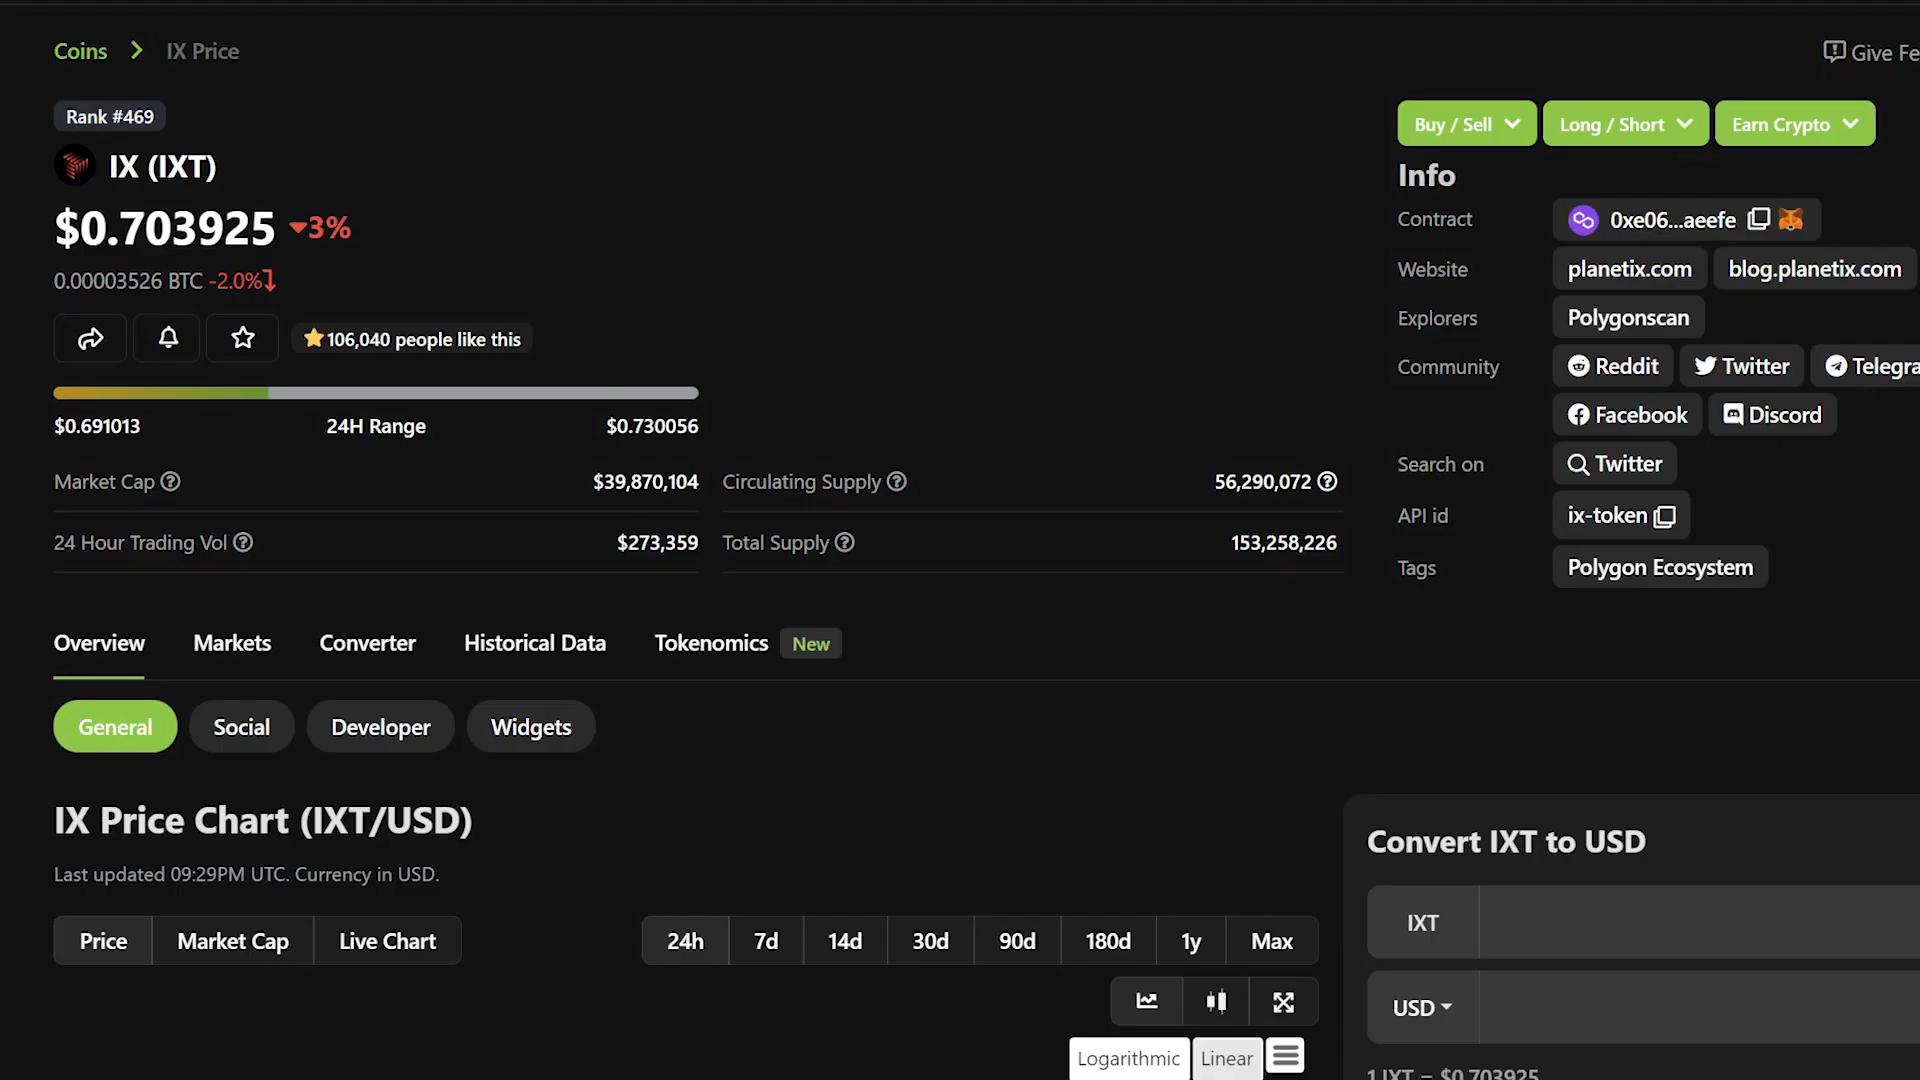 Coins > IX Price
Give Fe
Rank #469
IX (IXT)
$0.703925 3%
0.00003526 BTC -2.0%
106,040 people like this
$0.691013 24H Range $0.730056
Market Cap $39,870,104
Circulating Supply 56,290,072
24 Hour Trading Vol $273,359
Total Supply 153,258,226
Buy / Sell Long / Short Earn Crypto
Info
Contract 0xe06...aeefe
Website planetix.com blog.planetix.com
Explorers Polygonscan
Community Reddit Twitter Telegra
Facebook Discord
Search on Twitter
API id ix-token
Tags Polygon Ecosystem
Overview Markets Converter Historical Data Tokenomics New
General Social Developer Widgets
IX Price Chart (IXT/USD)
Last updated 09:29PM UTC. Currency in USD.
Price Market Cap Live Chart
24h 7d 14d 30d 90d 180d 1y Max
Logarithmic Linear
Convert IXT to USD
IXT
USD
1 IXT = $0.703925